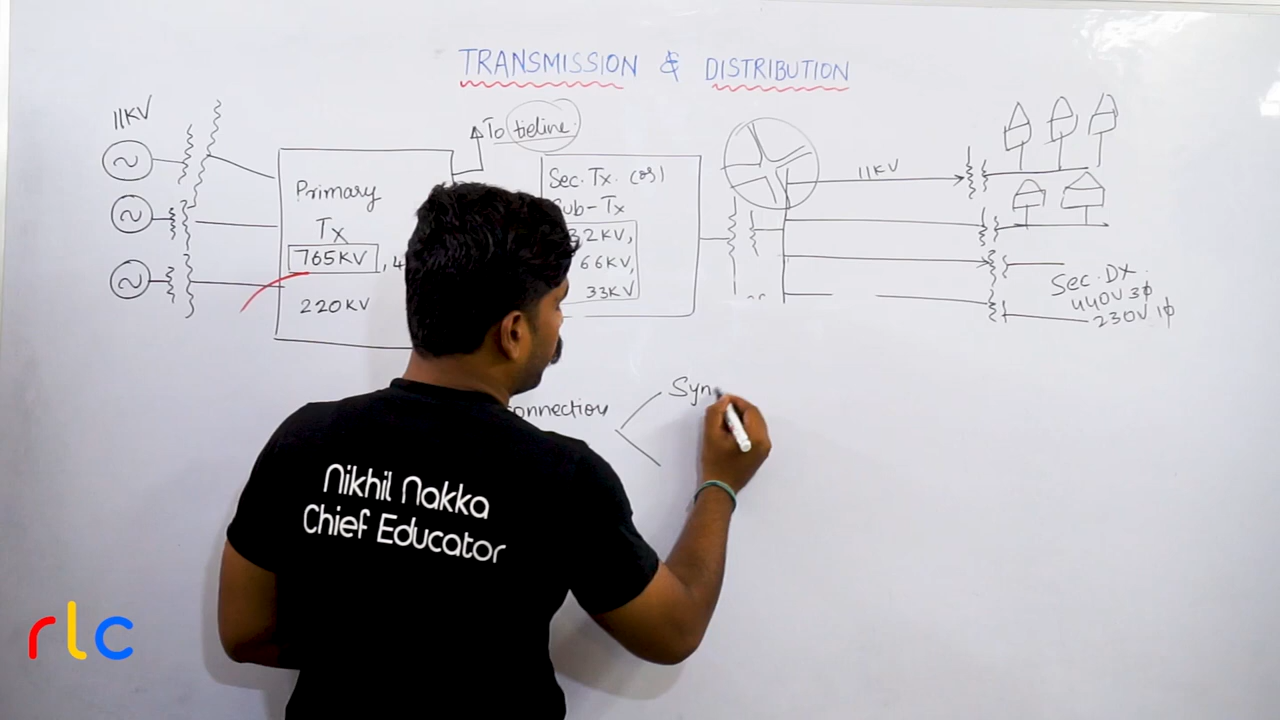 TRANSMISSION & DISTRIBUTION
11KV
To tieline.
Primary
Tx
765KV, 4
220KV
Sec. Tx. (or)
Sub-Tx
32KV,
66KV,
33KV
11KV
Sec. Dx.
440V 3ϕ
230V 1ϕ
connection
Syn
Nikhil Nakka
Chief Educator
rlc